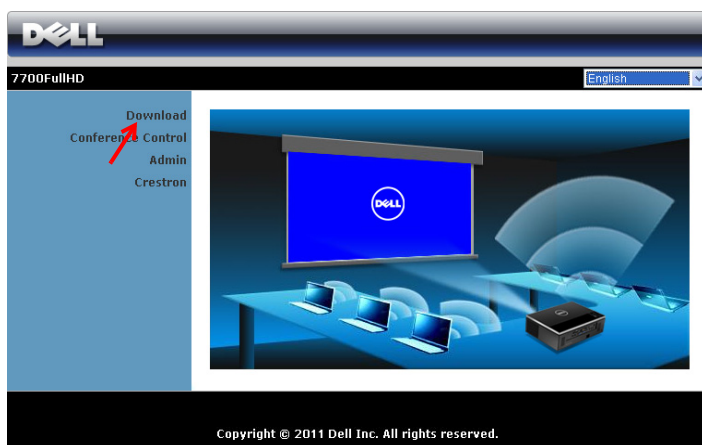 DELL
7700FullHD
English
Download
Conference Control
Admin
Crestron
DELL
Copyright © 2011 Dell Inc. All rights reserved.